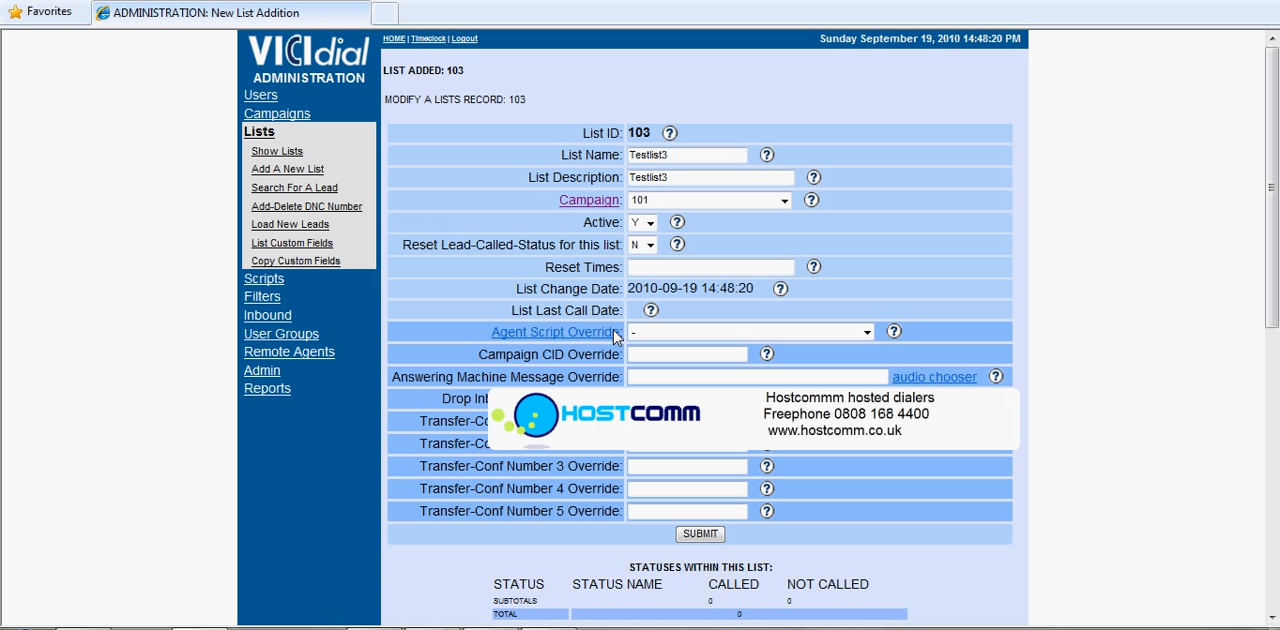 Favorites
ADMINISTRATION: New List Addition
VICIdial
ADMINISTRATION
HOME | Timeclock | Logout
Sunday September 19, 2010 14:48:20 PM
Users
Campaigns
Lists
Show Lists
Add A New List
Search For A Lead
Add-Delete DNC Number
Load New Leads
List Custom Fields
Copy Custom Fields
Scripts
Filters
Inbound
User Groups
Remote Agents
Admin
Reports
LIST ADDED: 103
MODIFY A LISTS RECORD: 103
List ID: 103 ?
List Name: Testlist3 ?
List Description: Testlist3 ?
Campaign: 101 ?
Active: Y ?
Reset Lead-Called-Status for this list: N ?
Reset Times: ?
List Change Date: 2010-09-19 14:48:20 ?
List Last Call Date: ?
Agent Script Override: - ?
Campaign CID Override: ?
Answering Machine Message Override: audio chooser ?
Drop
Transfer-
Transfer-
HOSTCOMM
Hostcommm hosted dialers
Freephone 0808 168 4400
www.hostcomm.co.uk
Transfer-Conf Number 3 Override: ?
Transfer-Conf Number 4 Override: ?
Transfer-Conf Number 5 Override: ?
SUBMIT
STATUSES WITHIN THIS LIST:
STATUS STATUS NAME CALLED NOT CALLED
SUBTOTALS 0 0
TOTAL 0